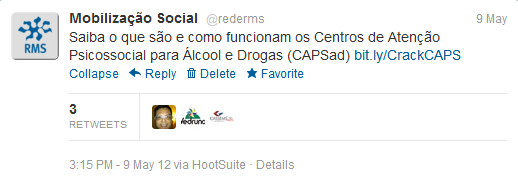 RMS
Mobilização Social @rederms 9 May
Saiba o que são e como funcionam os Centros de Atenção
Psicossocial para Álcool e Drogas (CAPSad) bit.ly/CrackCAPS
Collapse Reply Delete Favorite
3
RETWEETS
3:15 PM - 9 May 12 via HootSuite · Details